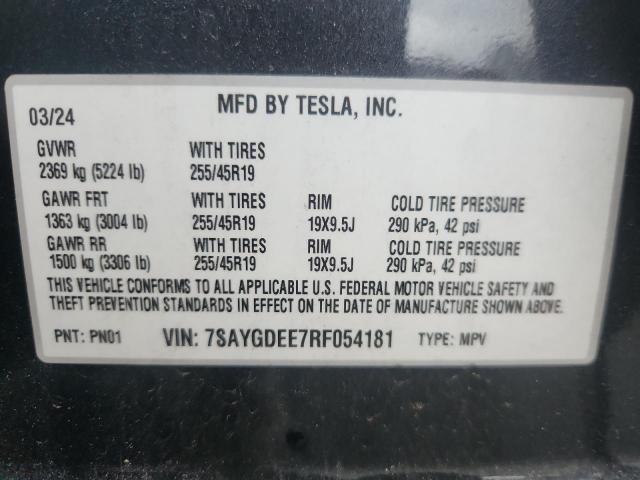 03/24 MFD BY TESLA, INC.
GVWR WITH TIRES
2369 kg (5224 lb) 255/45R19
GAWR FRT WITH TIRES RIM COLD TIRE PRESSURE
1363 kg (3004 lb) 255/45R19 19X9.5J 290 kPa, 42 psi
GAWR RR WITH TIRES RIM COLD TIRE PRESSURE
1500 kg (3306 lb) 255/45R19 19X9.5J 290 kPa, 42 psi
THIS VEHICLE CONFORMS TO ALL APPLICABLE U.S. FEDERAL MOTOR VEHICLE SAFETY AND
THEFT PREVENTION STANDARDS IN EFFECT ON THE DATE OF MANUFACTURE SHOWN ABOVE.
PNT: PN01 VIN: 7SAYGDEE7RF054181 TYPE: MPV